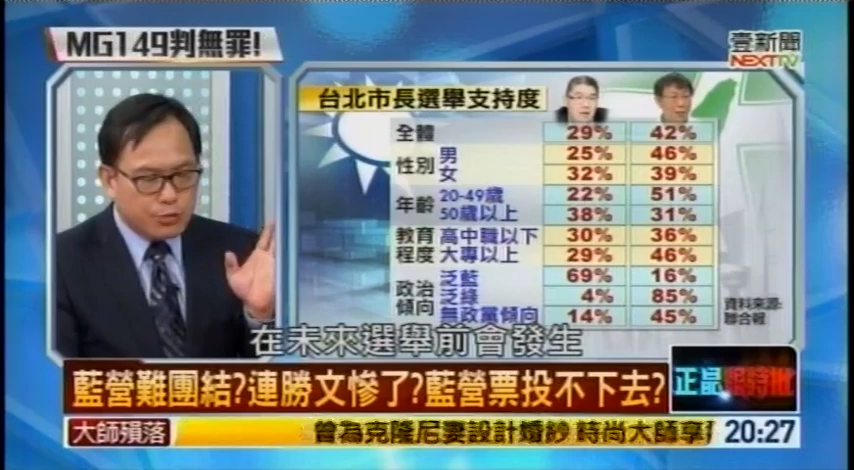 MG149判無罪!
壹新聞
NEXTTV
台北市長選舉支持度
全體 29% 42%
性別 男 25% 46%
女 32% 39%
年齡 20-49歲 22% 51%
50歲以上 38% 31%
教育程度 高中職以下 30% 36%
大專以上 29% 46%
政治傾向 泛藍 69% 16%
泛綠 4% 85%
無政黨傾向 14% 45%
資料來源:
聯合報
在未來選舉前會發生
藍營難團結?連勝文慘了?藍營票投不下去?
正晶限時批
大師殞落
曾為克隆尼妻設計婚紗 時尚大師享
20:27